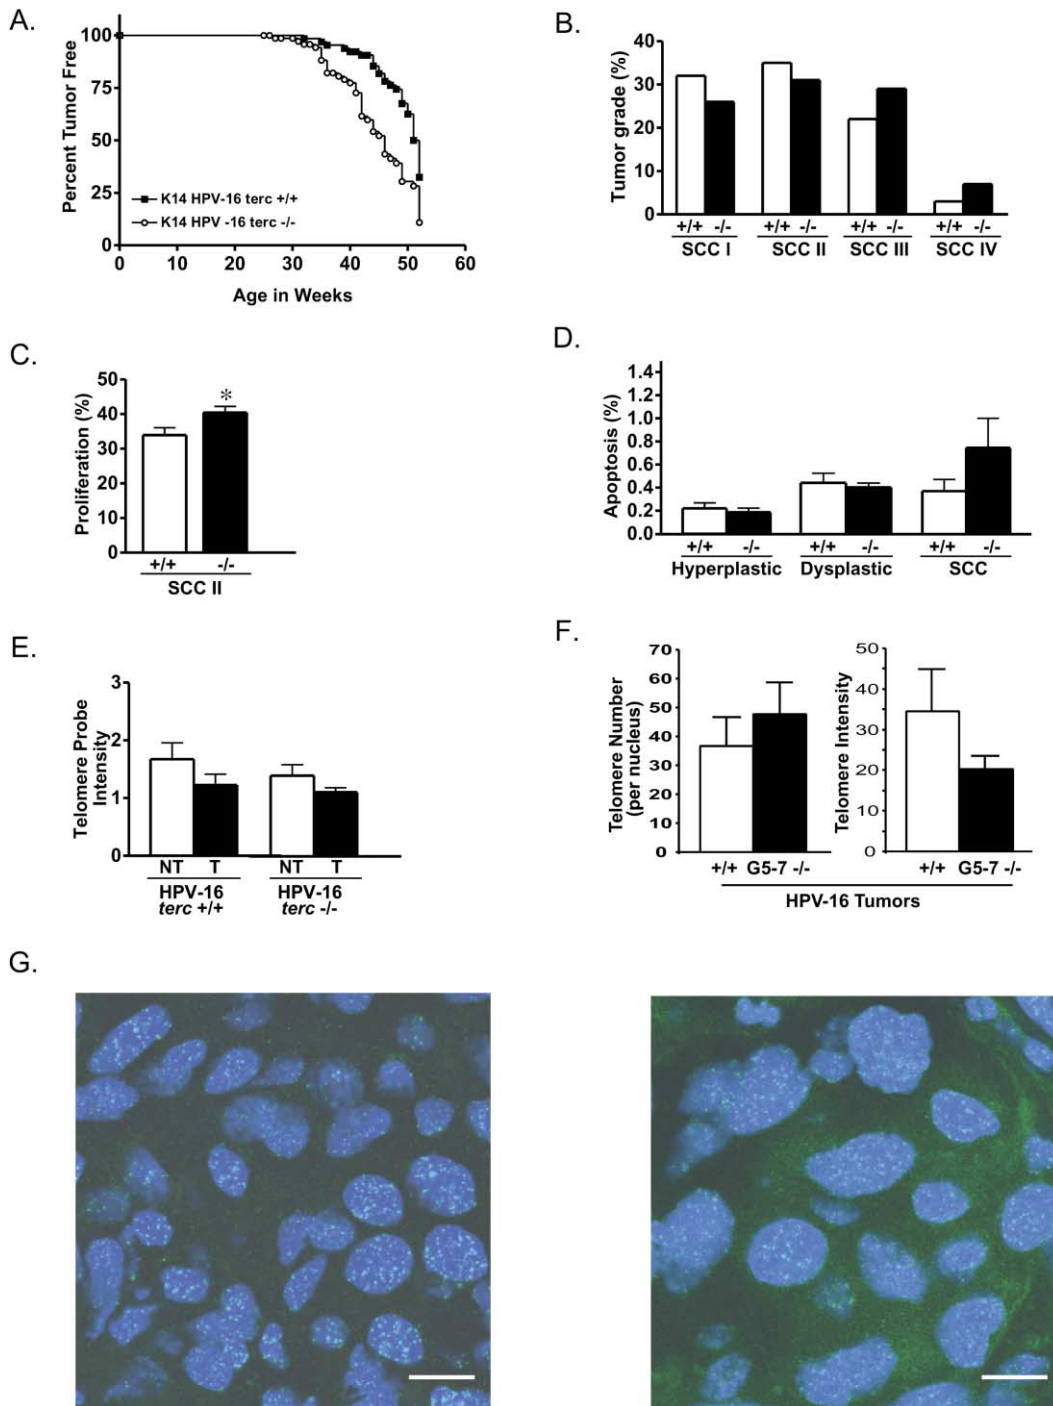 A.
Percent Tumor Free
100
75
50
25
0
K14 HPV-16 terc +/+
K14 HPV -16 terc -/-
0 10 20 30 40 50 60
Age in Weeks
B.
Tumor grade (%)
40
30
20
10
0
+/+ -/- +/+ -/- +/+ -/- +/+ -/-
SCC I SCC II SCC III SCC IV
C.
Proliferation (%)
50
40
30
20
10
0
*
+/+ -/-
SCC II
D.
Apoptosis (%)
1.4
1.2
1.0
0.8
0.6
0.4
0.2
0.0
+/+ -/- +/+ -/- +/+ -/-
Hyperplastic Dysplastic SCC
E.
Telomere Probe
Intensity
3
2
1
0
NT T NT T
HPV-16 HPV-16
terc +/+ terc -/-
F.
Telomere Number
(per nucleus)
70
60
50
40
30
20
10
0
+/+ G5-7 -/-
Telomere Intensity
50
40
30
20
10
0
+/+ G5-7 -/-
HPV-16 Tumors
G.